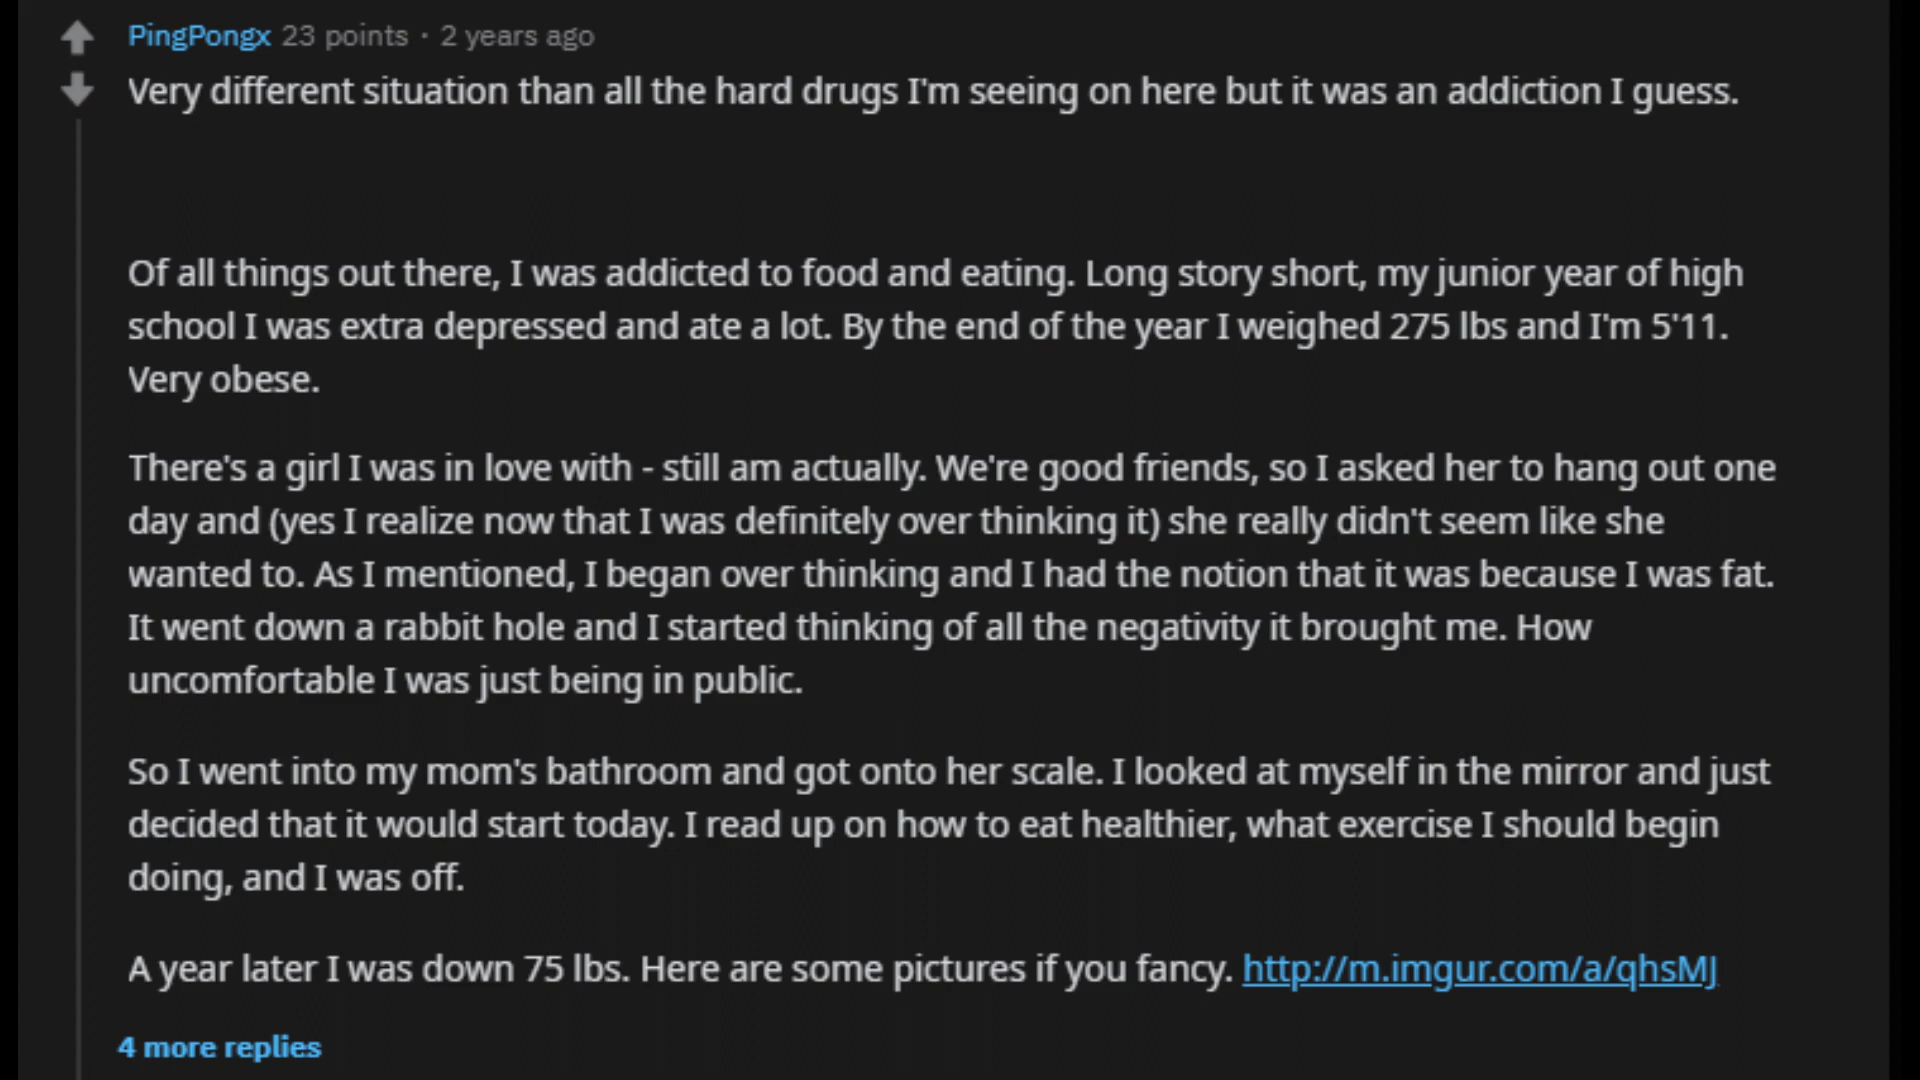 PingPongx 23 points · 2 years ago
Very different situation than all the hard drugs I'm seeing on here but it was an addiction I guess.
Of all things out there, I was addicted to food and eating. Long story short, my junior year of high
school I was extra depressed and ate a lot. By the end of the year I weighed 275 lbs and I'm 5'11.
Very obese.
There's a girl I was in love with - still am actually. We're good friends, so I asked her to hang out one
day and (yes I realize now that I was definitely over thinking it) she really didn't seem like she
wanted to. As I mentioned, I began over thinking and I had the notion that it was because I was fat.
It went down a rabbit hole and I started thinking of all the negativity it brought me. How
uncomfortable I was just being in public.
So I went into my mom's bathroom and got onto her scale. I looked at myself in the mirror and just
decided that it would start today. I read up on how to eat healthier, what exercise I should begin
doing, and I was off.
A year later I was down 75 lbs. Here are some pictures if you fancy. http://m.imgur.com/a/qhsMJ
4 more replies